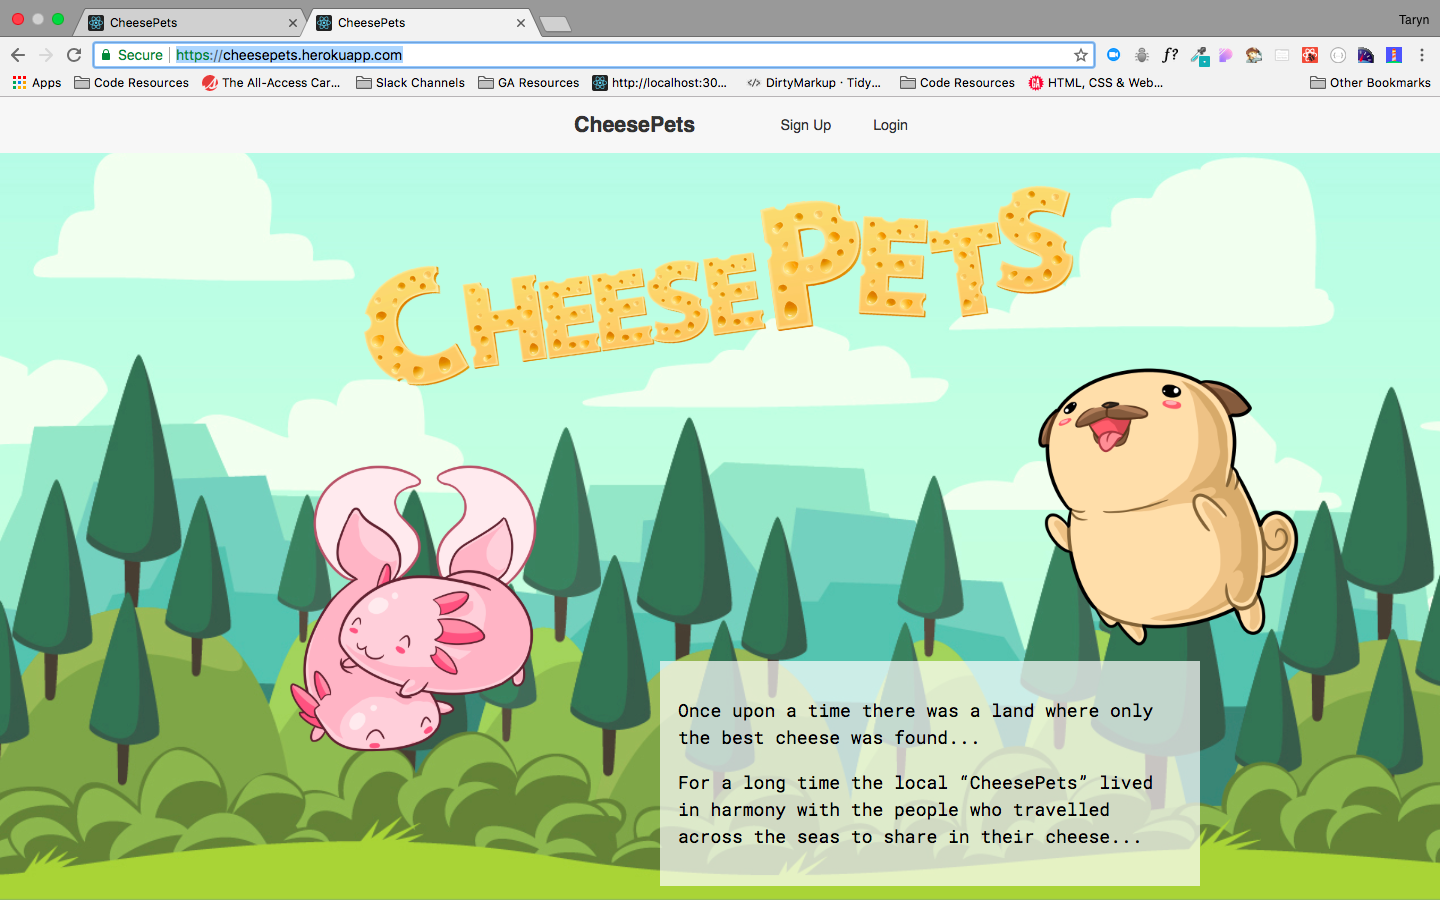 CheesePets
CheesePets
Taryn
Secure
https://cheesepets.herokuapp.com
f?
Apps
Code Resources
The All-Access Car...
Slack Channels
GA Resources
http://localhost:30...
</> DirtyMarkup · Tidy...
Code Resources
GA
HTML, CSS & Web...
Other Bookmarks
CheesePets
Sign Up
Login
CHEESEPETS
Once upon a time there was a land where only
the best cheese was found...
For a long time the local “CheesePets” lived
in harmony with the people who travelled
across the seas to share in their cheese...